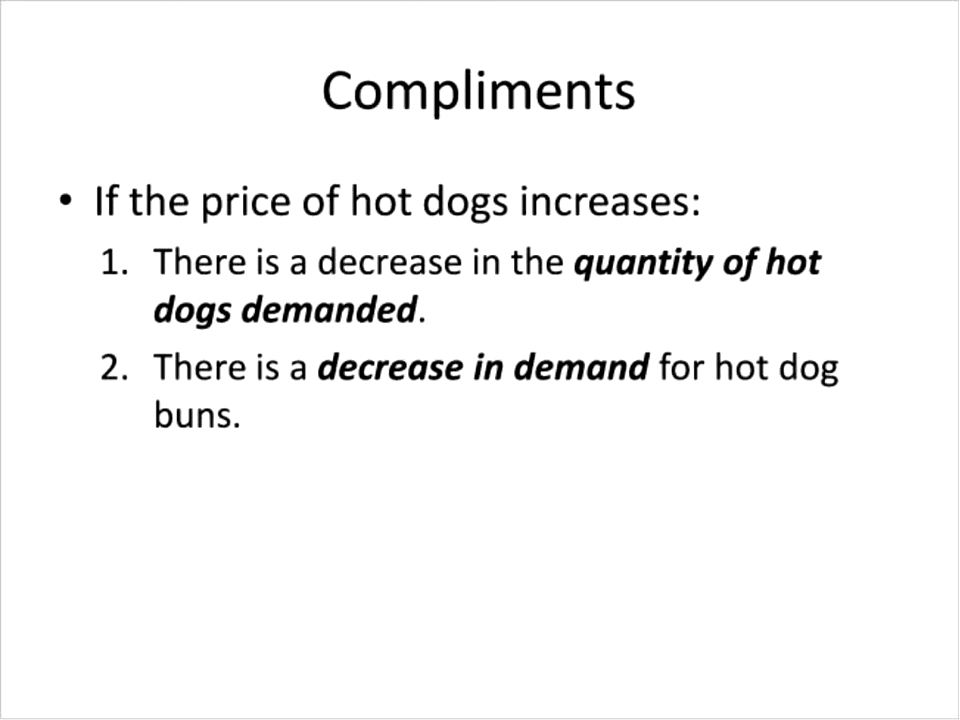 Compliments
• If the price of hot dogs increases:
1. There is a decrease in the quantity of hot
dogs demanded.
2. There is a decrease in demand for hot dog
buns.